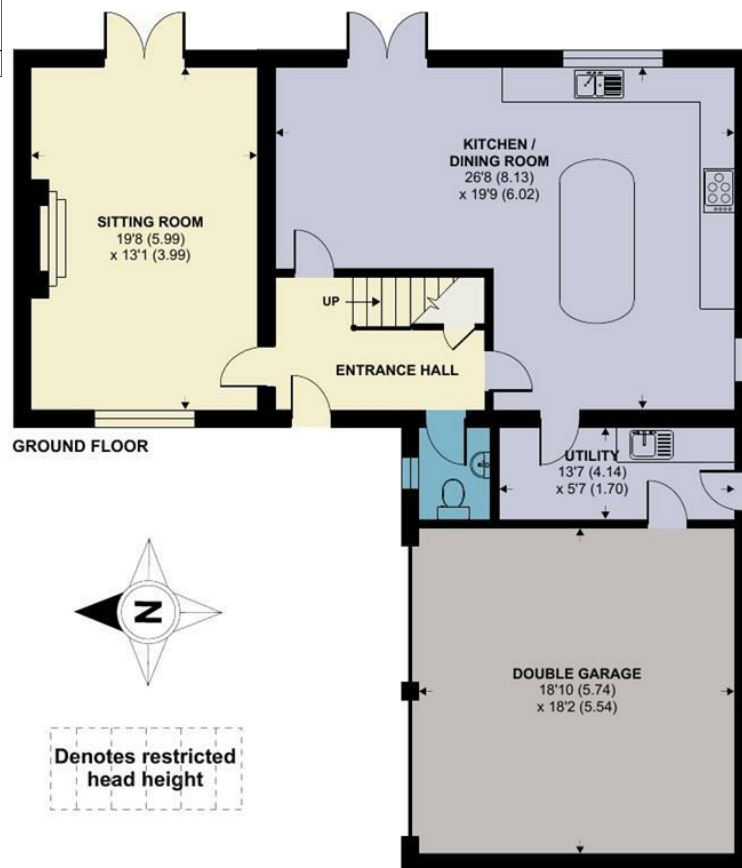 KITCHEN /
DINING ROOM
26'8 (8.13)
x 19'9 (6.02)
SITTING ROOM
19'8 (5.99)
x 13'1 (3.99)
UP
ENTRANCE HALL
GROUND FLOOR
UTILITY
13'7 (4.14)
x 5'7 (1.70)
N
DOUBLE GARAGE
18'10 (5.74)
x 18'2 (5.54)
Denotes restricted
head height